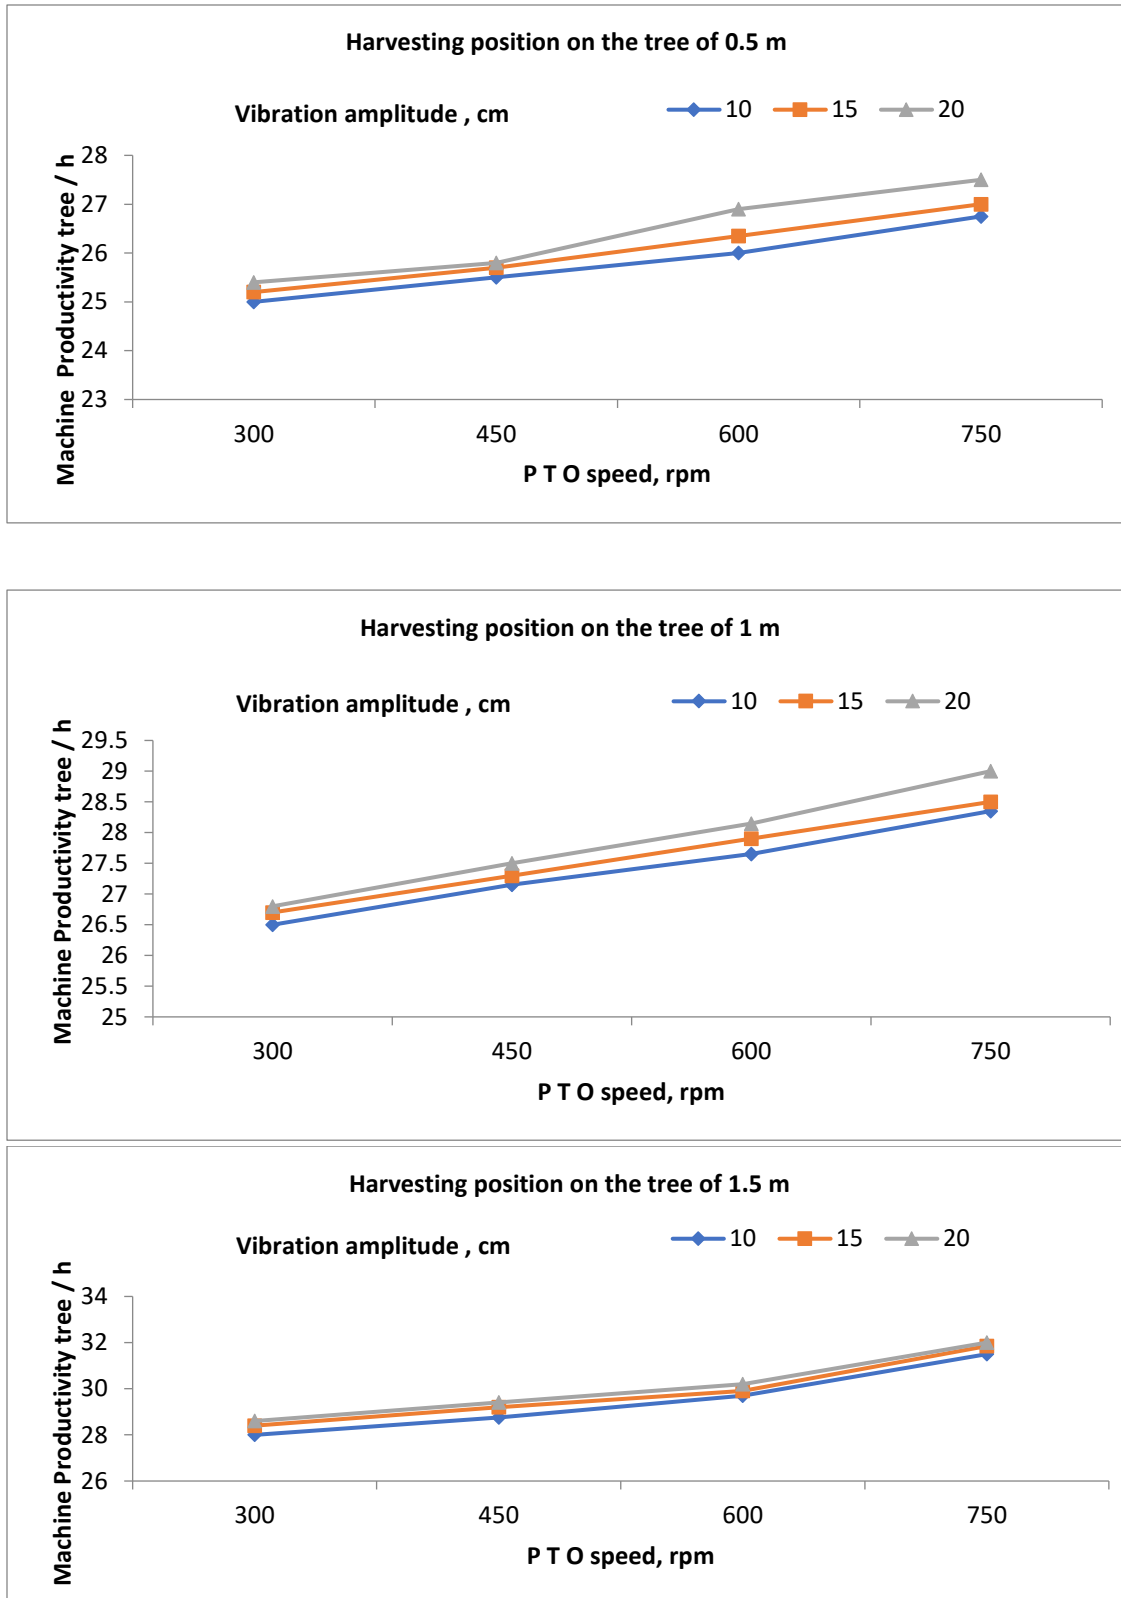 Harvesting position on the tree of 0.5 m
Vibration amplitude , cm
10 15 20
Machine Productivity tree / h
28
27
26
25
24
23
300 450 600 750
P T O speed, rpm
Harvesting position on the tree of 1 m
Vibration amplitude , cm
10 15 20
Machine Productivity tree / h
29.5
29
28.5
28
27.5
27
26.5
26
25.5
25
300 450 600 750
P T O speed, rpm
Harvesting position on the tree of 1.5 m
Vibration amplitude , cm
10 15 20
Machine Productivity tree / h
34
32
30
28
26
300 450 600 750
P T O speed, rpm